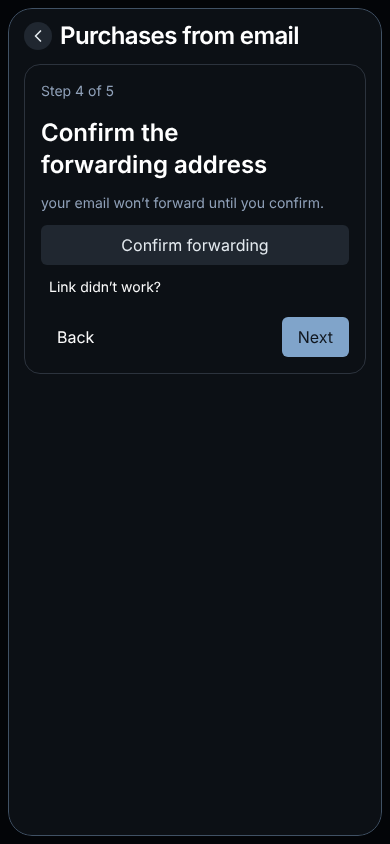 Purchases from email
Step 4 of 5
Confirm the
forwarding address
your email won’t forward until you confirm.
Confirm forwarding
Link didn’t work?
Back
Next